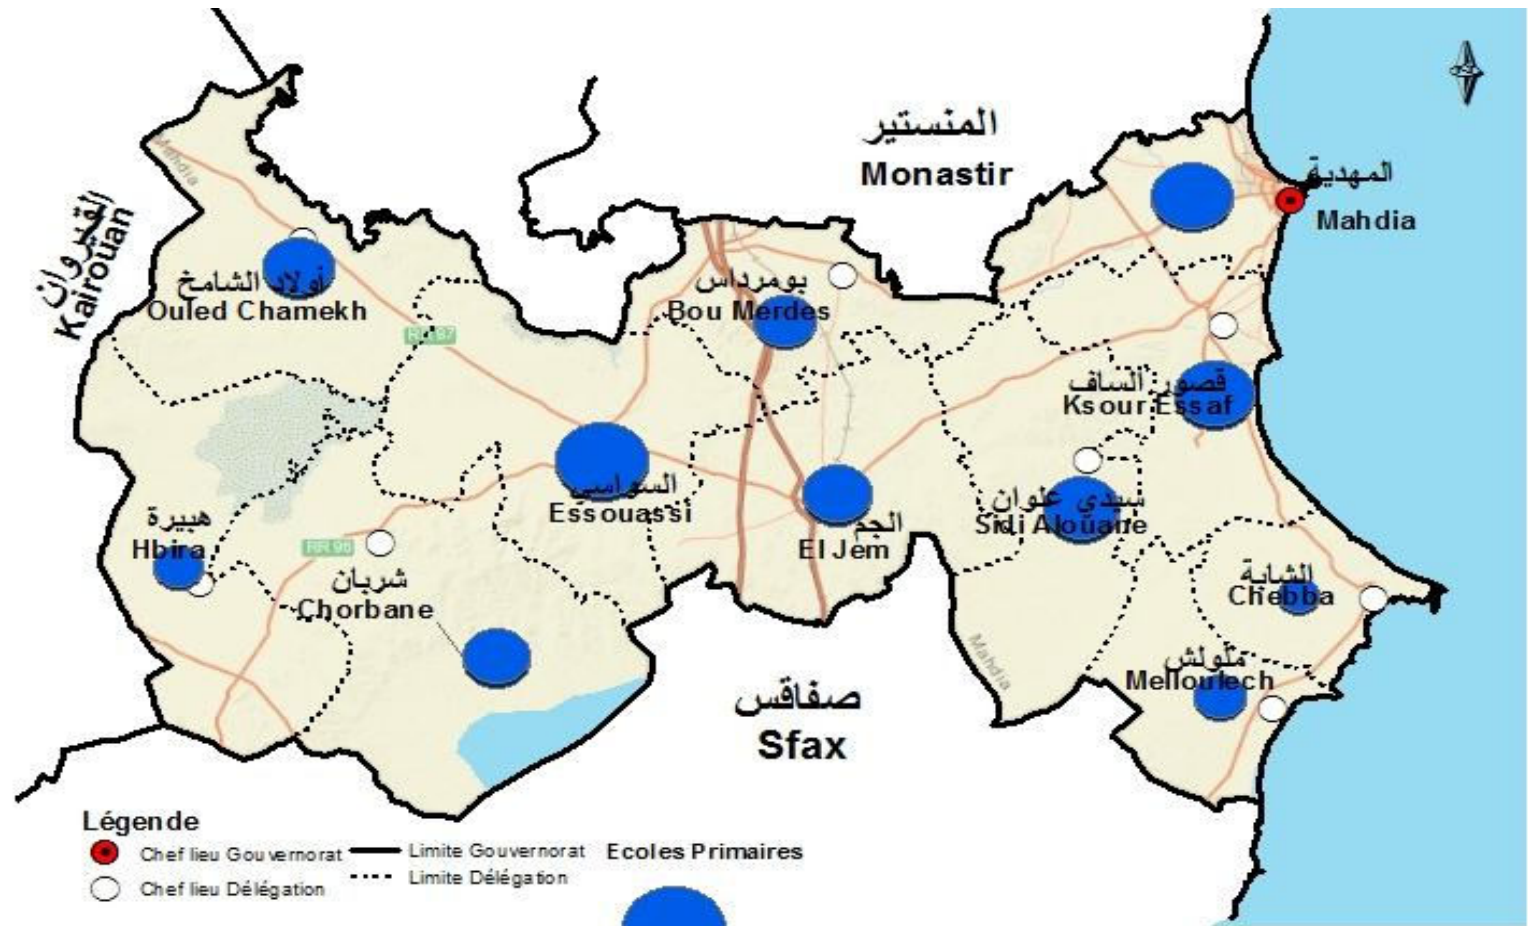 المنستير
Monastir
المهدية
Mahdia
Mahdia
القيروان
Kairouan
أولاد الشامخ
Ouled Chamekh
بومرداس
Bou Merdes
قصور الساف
Ksour Essaf
السواسي
Essouassi
سيدي علوان
Sidi Alouane
الجم
El Jem
هبيرة
Hbira
RR 96
شربان
Chorbane
الشابة
Chebba
Mahdia
ملولش
Melloulech
صفاقس
Sfax
Légende
Chef lieu Gouvernorat
Limite Gouvernorat
Ecoles Primaires
Chef lieu Délégation
Limite Délégation